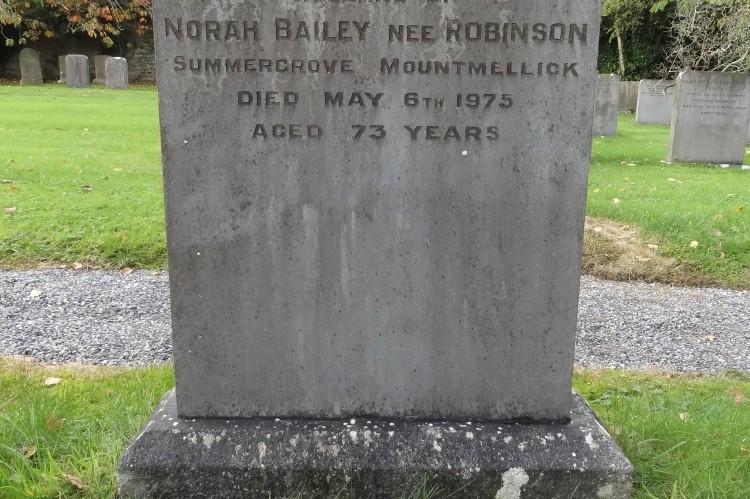 NORAH BAILEY NEE ROBINSON
SUMMERGROVE MOUNTMELLICK
DIED MAY 6TH 1975
AGED 73 YEARS